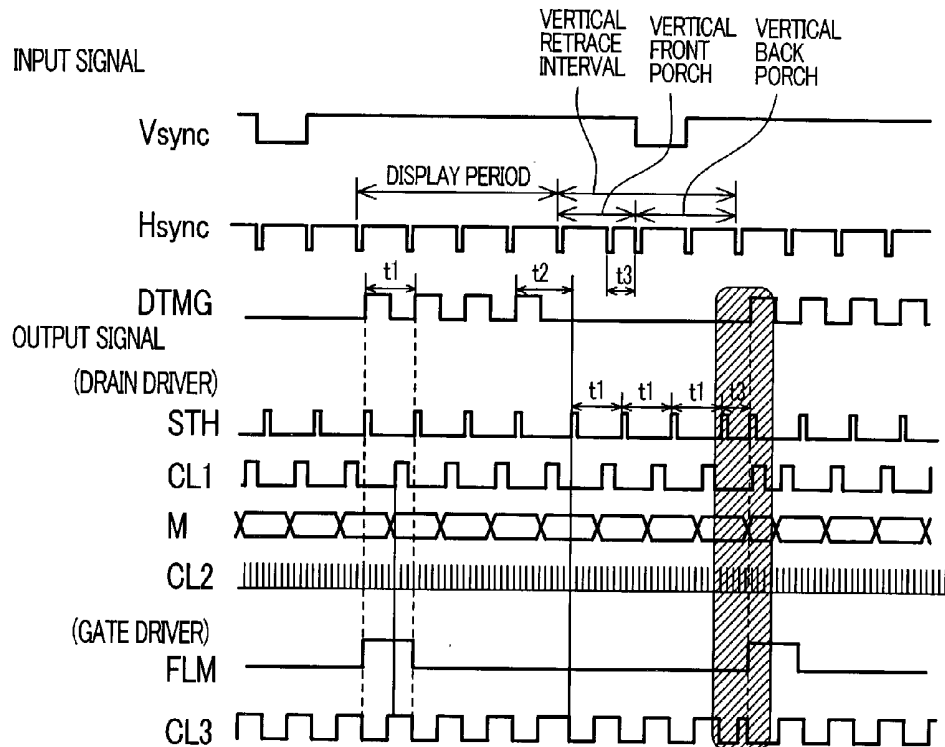 INPUT SIGNAL
VERTICAL
RETRACE
INTERVAL
VERTICAL
FRONT
PORCH
VERTICAL
BACK
PORCH
Vsync
DISPLAY PERIOD
Hsync
t1
t2
t3
DTMG
OUTPUT SIGNAL
(DRAIN DRIVER)
t1
t1
t1
t3
STH
CL1
M
CL2
(GATE DRIVER)
FLM
CL3